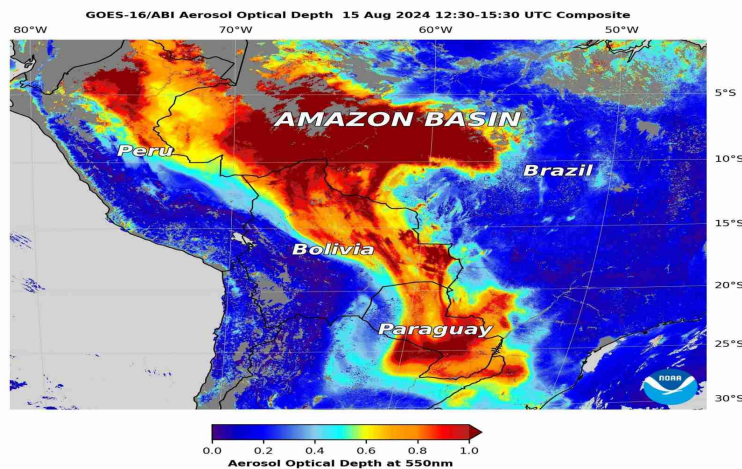 GOES-16/ABI Aerosol Optical Depth 15 Aug 2024 12:30-15:30 UTC Composite
80°W 70°W 60°W 50°W
5°S
AMAZON BASIN
Peru
10°S
Brazil
15°S
Bolivia
20°S
Paraguay
25°S
NOAA
30°S
0.0 0.2 0.4 0.6 0.8 1.0
Aerosol Optical Depth at 550nm